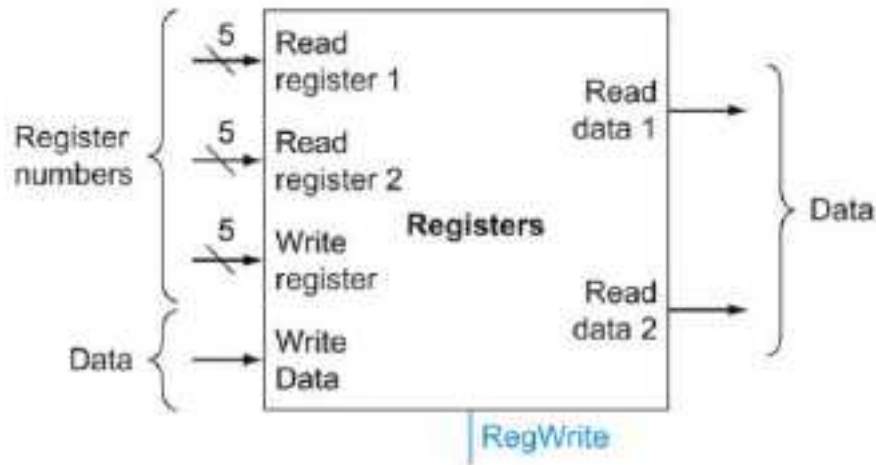 Register
numbers
5
Read
register 1
5
Read
register 2
5
Write
register
Data
Write
Data
Registers
Read
data 1
Read
data 2
Data
RegWrite